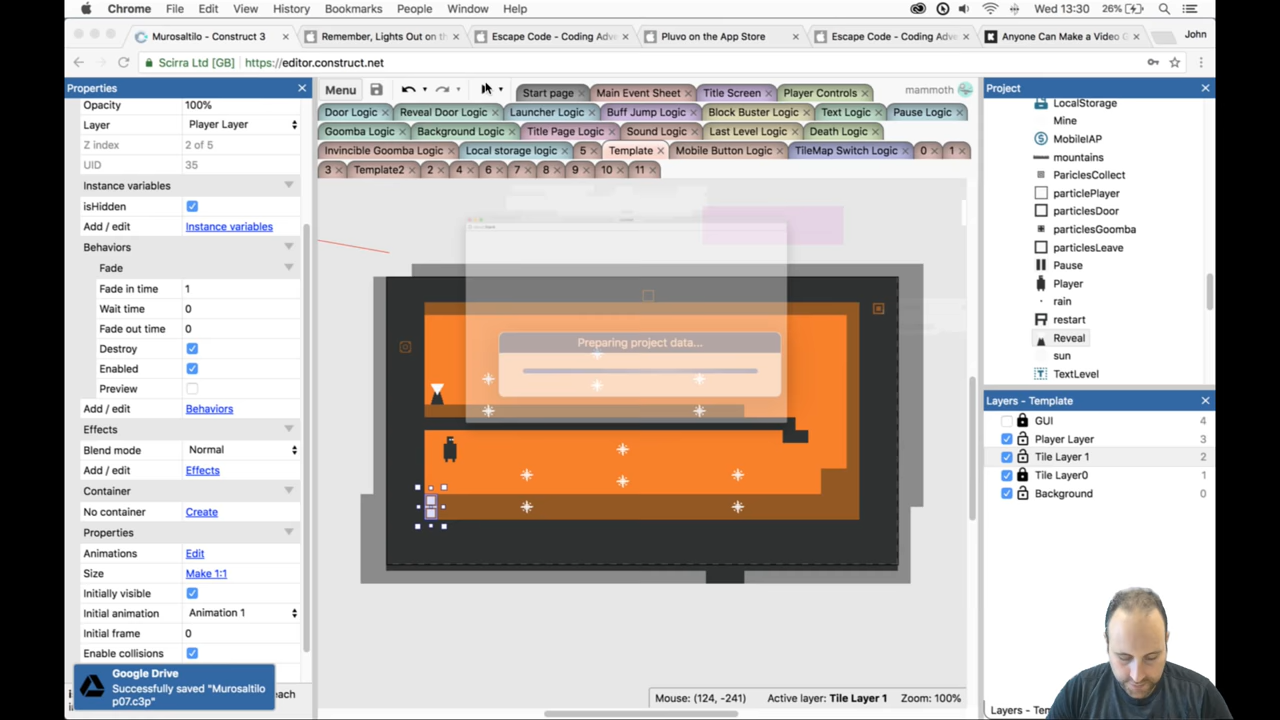 Chrome File Edit View History Bookmarks People Window Help Wed 13:30 26%
Murosaltilo - Construct 3 × Remember, Lights Out on th × Escape Code - Coding Adve × Pluvo on the App Store × Escape Code - Coding Adve × Anyone Can Make a Video G × John
Scirra Ltd [GB] https://editor.construct.net
Properties ×
Opacity 100%
Layer Player Layer
Z index 2 of 5
UID 35
Instance variables
isHidden
Add / edit Instance variables
Behaviors
Fade
Fade in time 1
Wait time 0
Fade out time 0
Destroy
Enabled
Preview
Add / edit Behaviors
Effects
Blend mode Normal
Add / edit Effects
Container
No container Create
Properties
Animations Edit
Size Make 1:1
Initially visible
Initial animation Animation 1
Initial frame 0
Enable collisions
Google Drive
Successfully saved "Murosaltilo
p07.c3p"
each
Menu Start page × Main Event Sheet × Title Screen × Player Controls × mammoth
Door Logic × Reveal Door Logic × Launcher Logic × Buff Jump Logic × Block Buster Logic × Text Logic × Pause Logic ×
Goomba Logic × Background Logic × Title Page Logic × Sound Logic × Last Level Logic × Death Logic ×
Invincible Goomba Logic × Local storage logic × 5 × Template × Mobile Button Logic × TileMap Switch Logic × 0 × 1 ×
3 × Template2 × 2 × 4 × 6 × 7 × 8 × 9 × 10 × 11 ×
Preparing project data...
Mouse: (124, -241) Active layer: Tile Layer 1 Zoom: 100%
Project ×
LocalStorage
Mine
MobileIAP
mountains
PariclesCollect
particlePlayer
particlesDoor
particlesGoomba
particlesLeave
Pause
Player
rain
restart
Reveal
sun
TextLevel
Layers - Template ×
GUI 4
Player Layer 3
Tile Layer 1 2
Tile Layer0 1
Background 0
Layers - Template